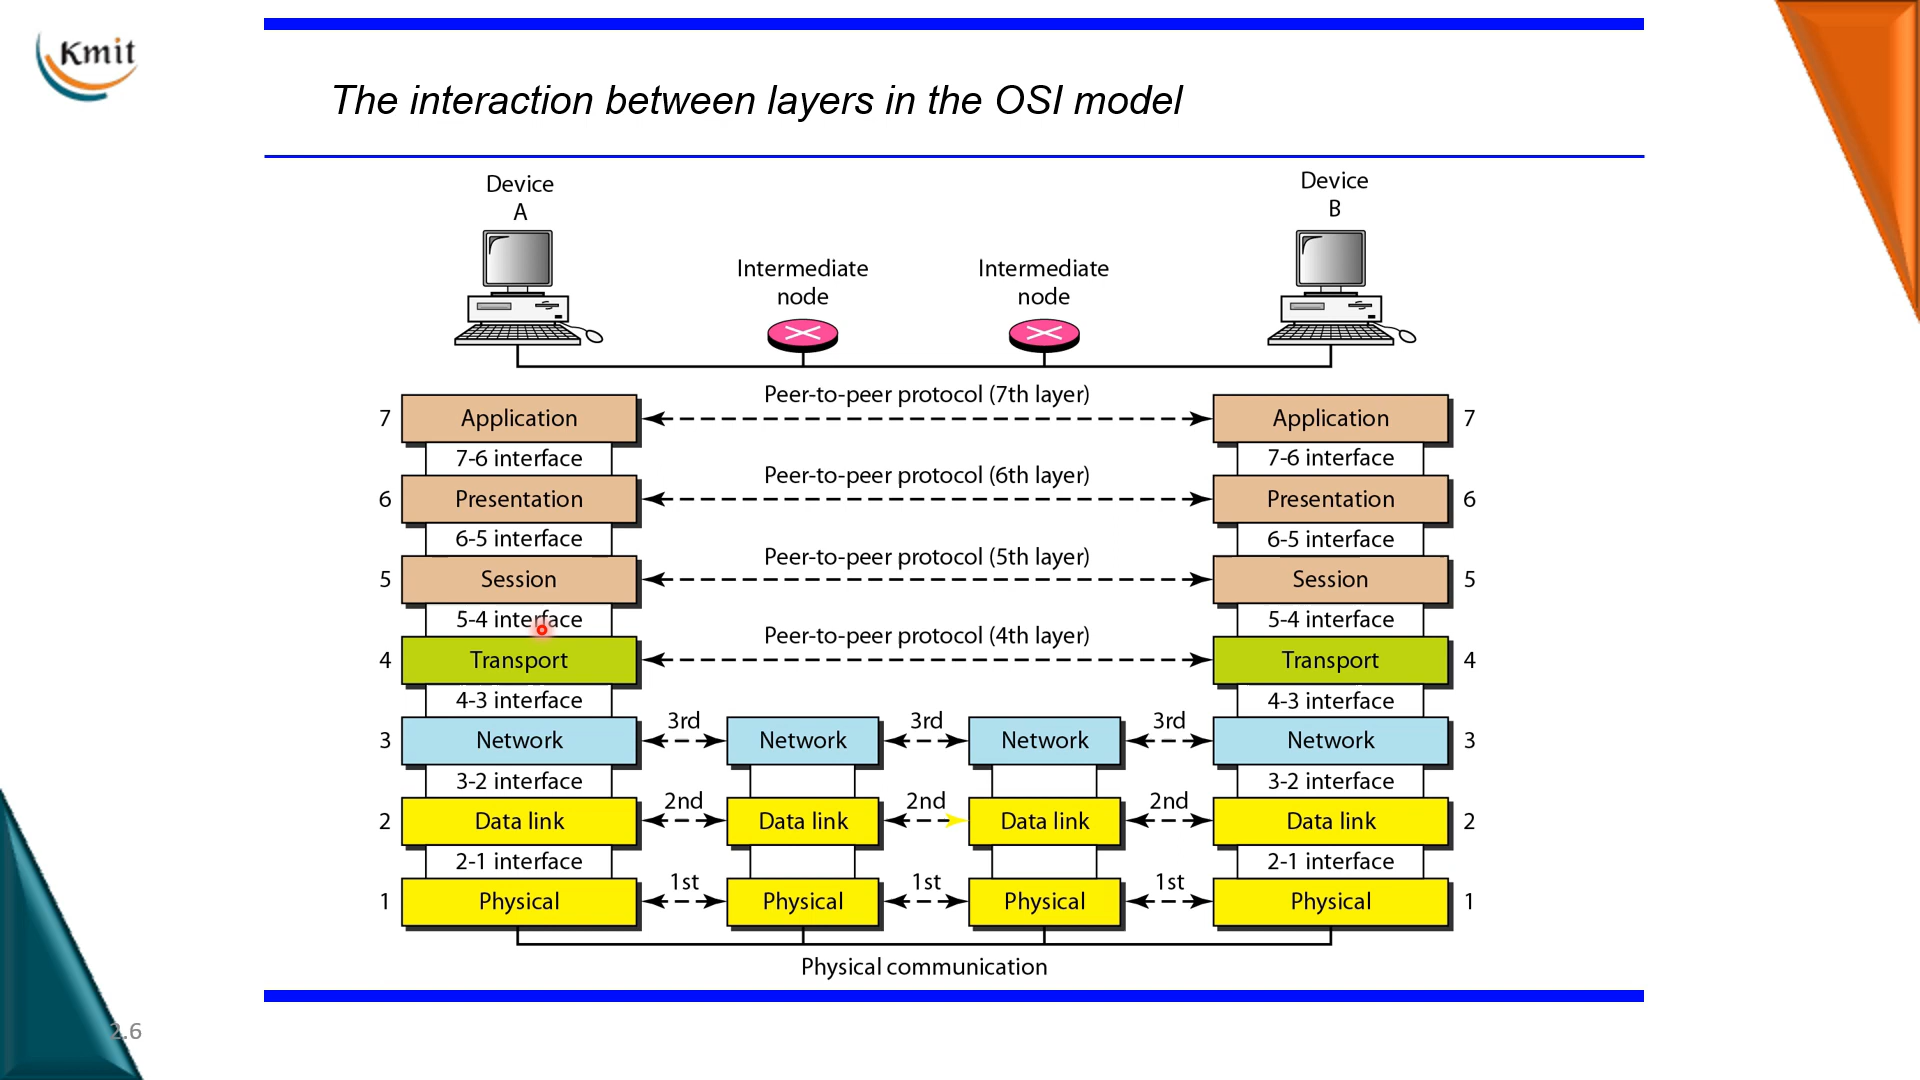 Kmit
The interaction between layers in the OSI model
Device
A
Device
B
Intermediate
node
Intermediate
node
Peer-to-peer protocol (7th layer)
7 Application Application 7
7-6 interface 7-6 interface
Peer-to-peer protocol (6th layer)
6 Presentation Presentation 6
6-5 interface 6-5 interface
Peer-to-peer protocol (5th layer)
5 Session Session 5
5-4 interface 5-4 interface
Peer-to-peer protocol (4th layer)
4 Transport Transport 4
4-3 interface 4-3 interface
3rd 3rd 3rd
3 Network Network Network Network 3
3-2 interface 3-2 interface
2nd 2nd 2nd
2 Data link Data link Data link Data link 2
2-1 interface 2-1 interface
1st 1st 1st
1 Physical Physical Physical Physical 1
Physical communication
2.6